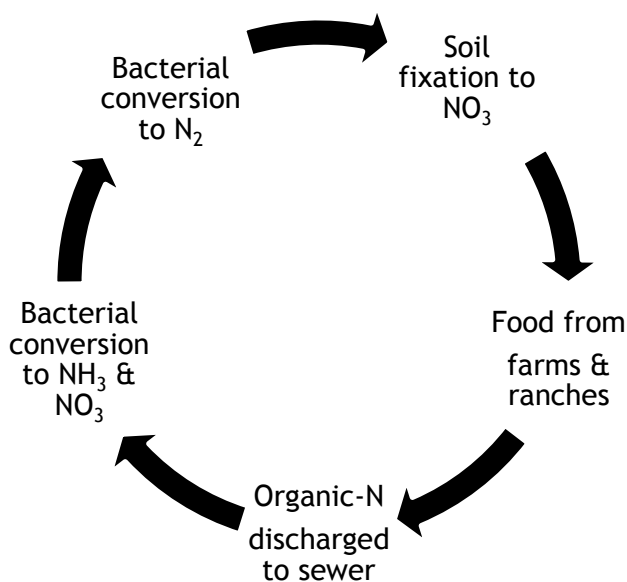 Soil
fixation to
NO₃
Food from
farms &
ranches
Organic-N
discharged
to sewer
Bacterial
conversion
to NH₃ &
NO₃
Bacterial
conversion
to N₂